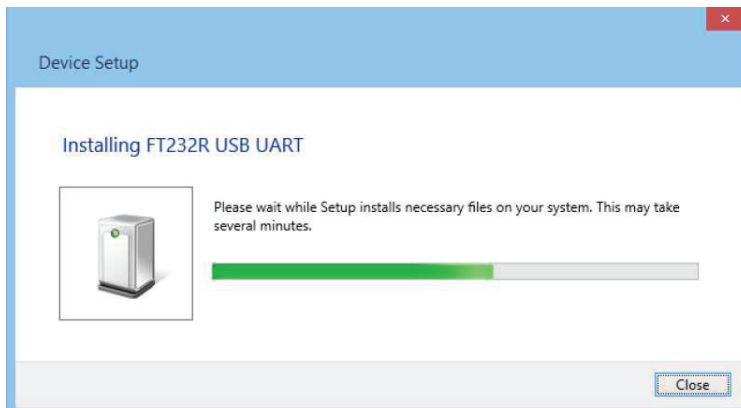 Device Setup
Installing FT232R USB UART
Please wait while Setup installs necessary files on your system. This may take
several minutes.
Close